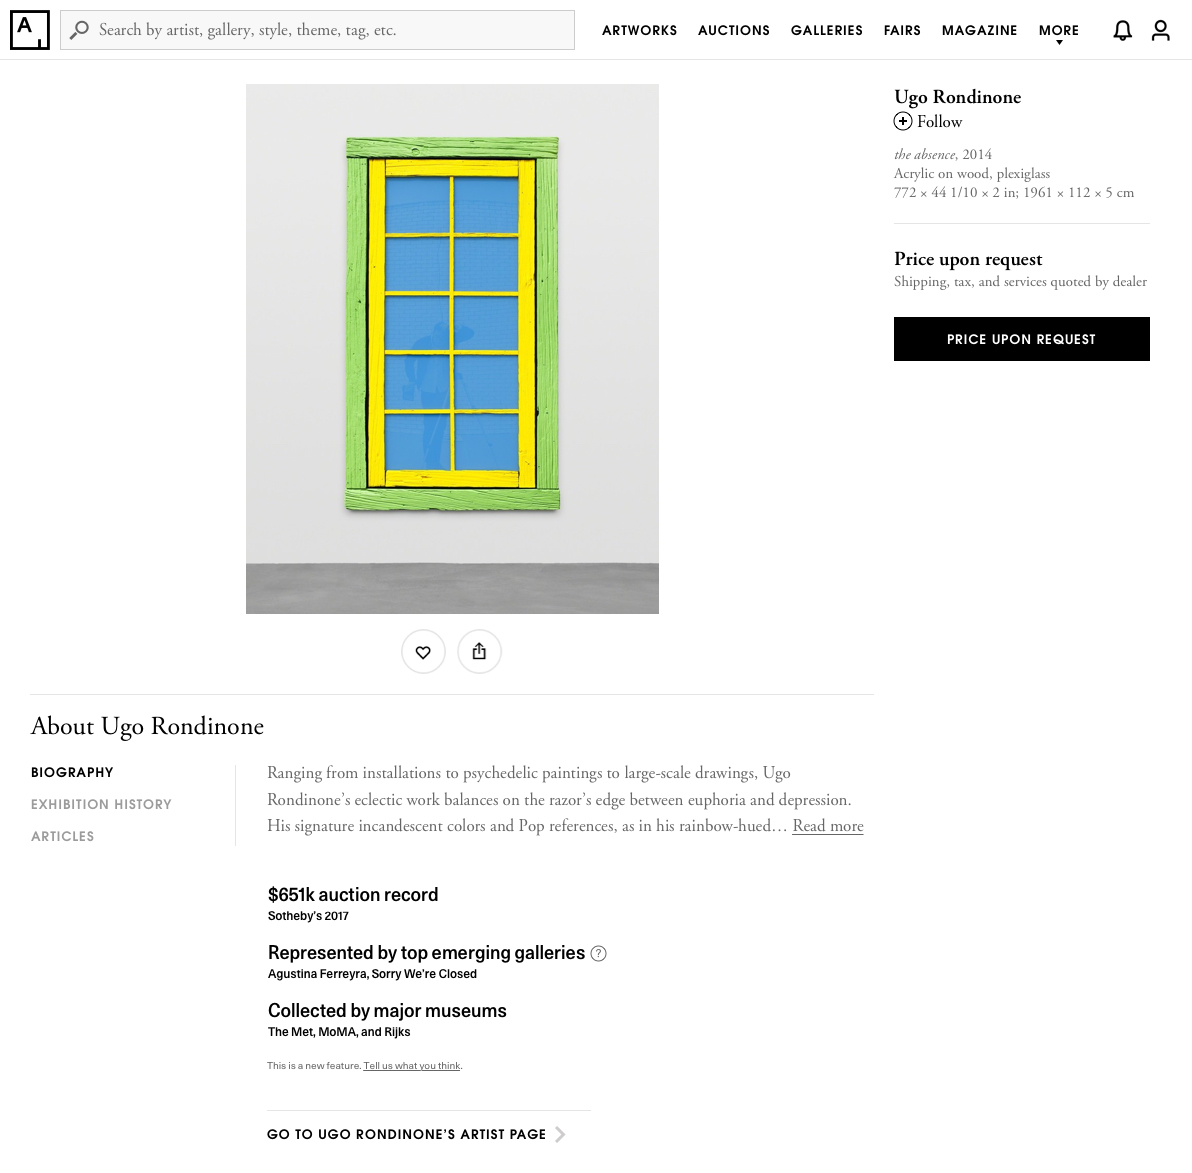 A
Search by artist, gallery, style, theme, tag, etc.
ARTWORKS AUCTIONS GALLERIES FAIRS MAGAZINE MORE
Ugo Rondinone
Follow
the absence, 2014
Acrylic on wood, plexiglass
772 × 44 1/10 × 2 in; 1961 × 112 × 5 cm
Price upon request
Shipping, tax, and services quoted by dealer
PRICE UPON REQUEST
About Ugo Rondinone
BIOGRAPHY
EXHIBITION HISTORY
ARTICLES
Ranging from installations to psychedelic paintings to large-scale drawings, Ugo
Rondinone’s eclectic work balances on the razor’s edge between euphoria and depression.
His signature incandescent colors and Pop references, as in his rainbow-hued… Read more
$651k auction record
Sotheby's 2017
Represented by top emerging galleries ?
Agustina Ferreyra, Sorry We're Closed
Collected by major museums
The Met, MoMA, and Rijks
This is a new feature. Tell us what you think.
GO TO UGO RONDINONE’S ARTIST PAGE